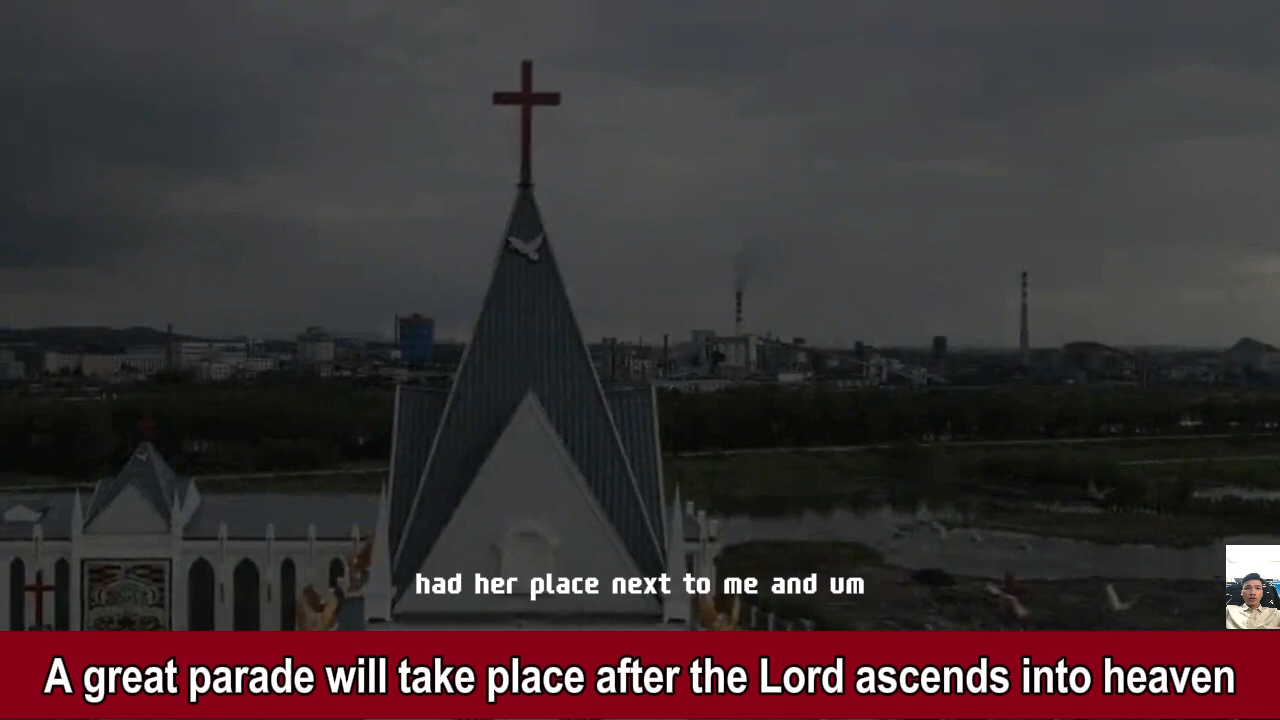 had her place next to me and um
A great parade will take place after the Lord ascends into heaven